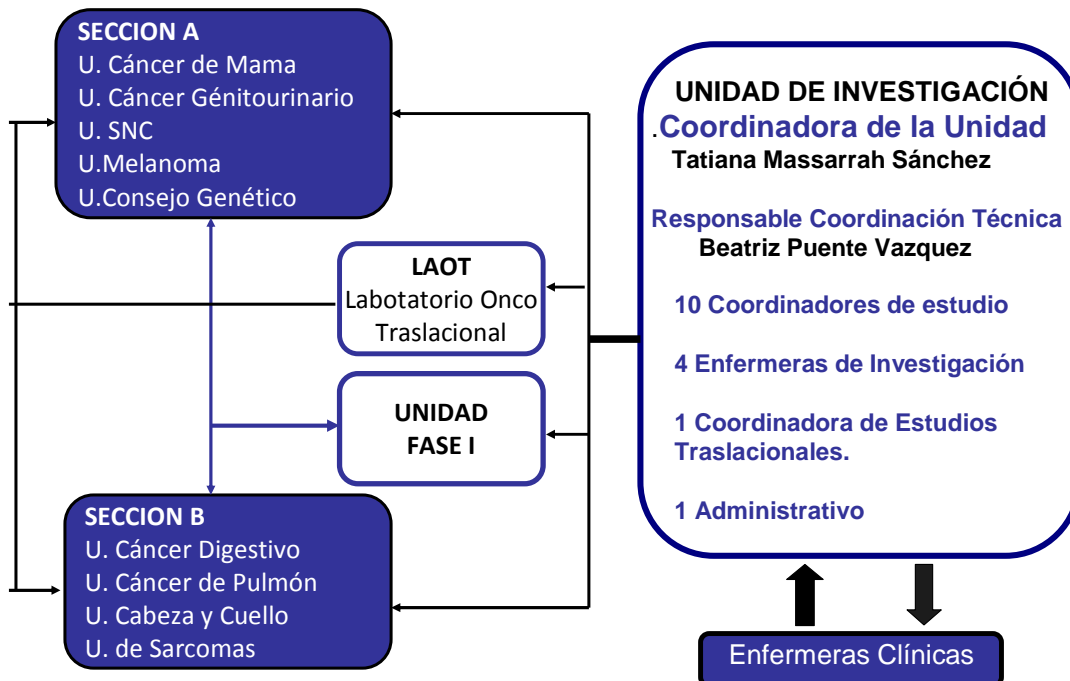 SECCION A
U. Cáncer de Mama
U. Cáncer Génitourinario
U. SNC
U.Melanoma
U.Consejo Genético
LAOT
Labotatorio Onco
Traslacional
UNIDAD
FASE I
SECCION B
U. Cáncer Digestivo
U. Cáncer de Pulmón
U. Cabeza y Cuello
U. de Sarcomas
UNIDAD DE INVESTIGACIÓN
.Coordinadora de la Unidad
Tatiana Massarrah Sánchez
Responsable Coordinación Técnica
Beatriz Puente Vazquez
10 Coordinadores de estudio
4 Enfermeras de Investigación
1 Coordinadora de Estudios
Traslacionales.
1 Administrativo
Enfermeras Clínicas